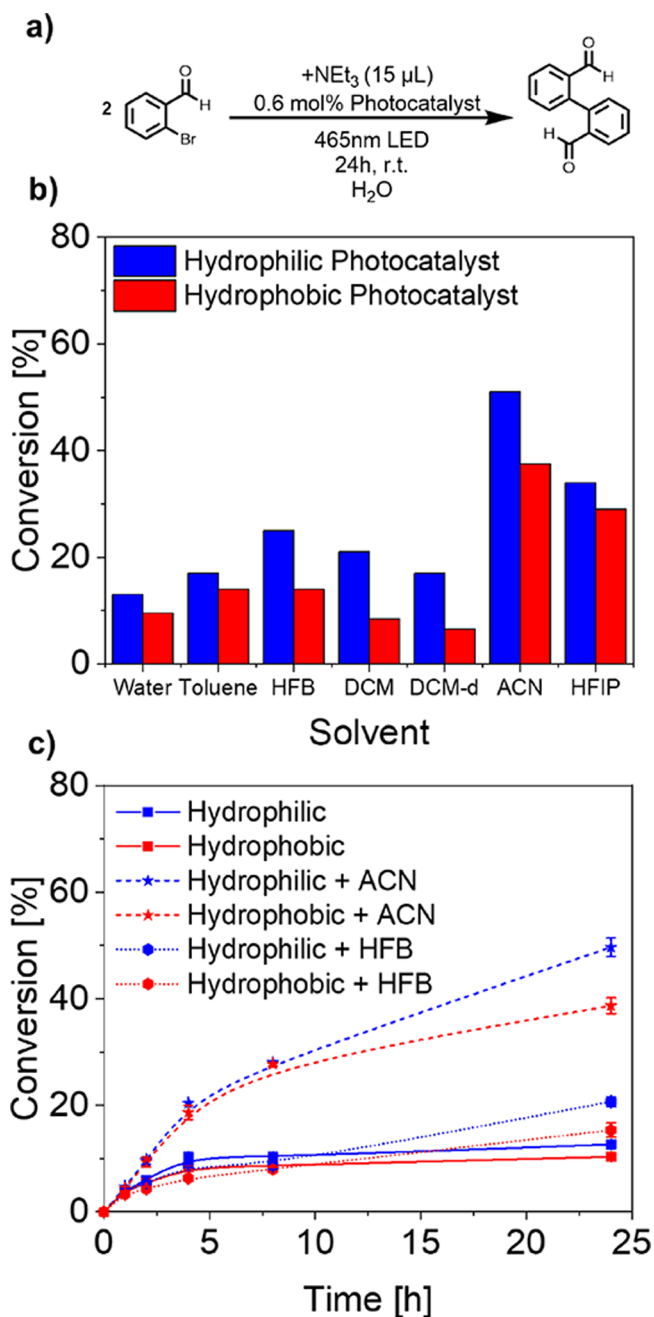 a)
2
O
H
Br
+NEt₃ (15 µL)
0.6 mol% Photocatalyst
465nm LED
24h, r.t.
H₂O
O
H
H
O
b)
80
60
40
20
0
Conversion [%]
Hydrophilic Photocatalyst
Hydrophobic Photocatalyst
Water Toluene HFB DCM DCM-d ACN HFIP
Solvent
c)
80
60
40
20
0
Conversion [%]
Hydrophilic
Hydrophobic
Hydrophilic + ACN
Hydrophobic + ACN
Hydrophilic + HFB
Hydrophobic + HFB
0 5 10 15 20 25
Time [h]